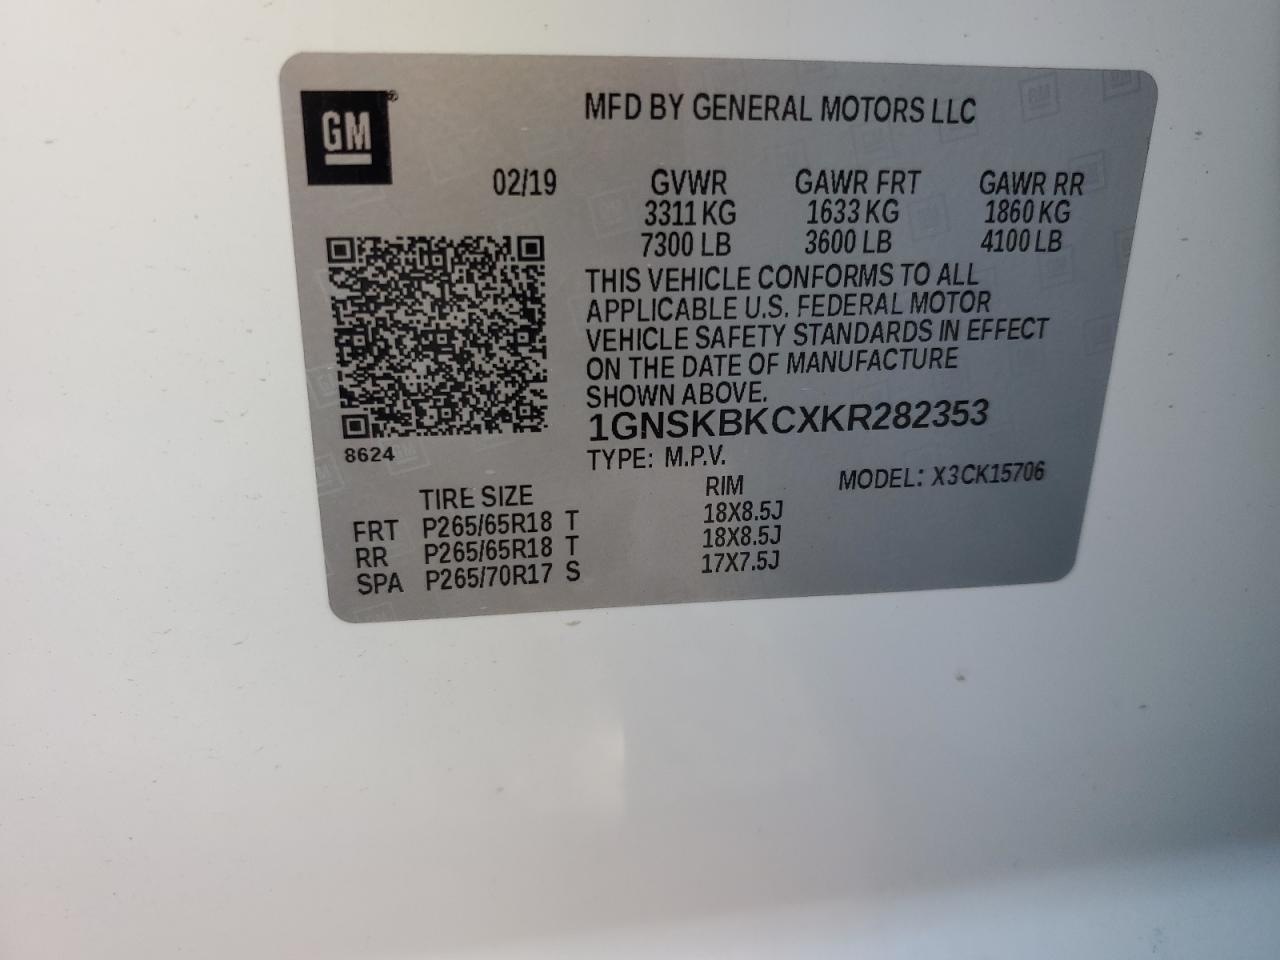 GM
MFD BY GENERAL MOTORS LLC
02/19 GVWR GAWR FRT GAWR RR
3311 KG 1633 KG 1860 KG
7300 LB 3600 LB 4100 LB
THIS VEHICLE CONFORMS TO ALL
APPLICABLE U.S. FEDERAL MOTOR
VEHICLE SAFETY STANDARDS IN EFFECT
ON THE DATE OF MANUFACTURE
SHOWN ABOVE.
1GNSKBKCXKR282353
8624
TYPE: M.P.V. MODEL: X3CK15706
TIRE SIZE RIM
FRT P265/65R18 T 18X8.5J
RR P265/65R18 T 18X8.5J
SPA P265/70R17 S 17X7.5J